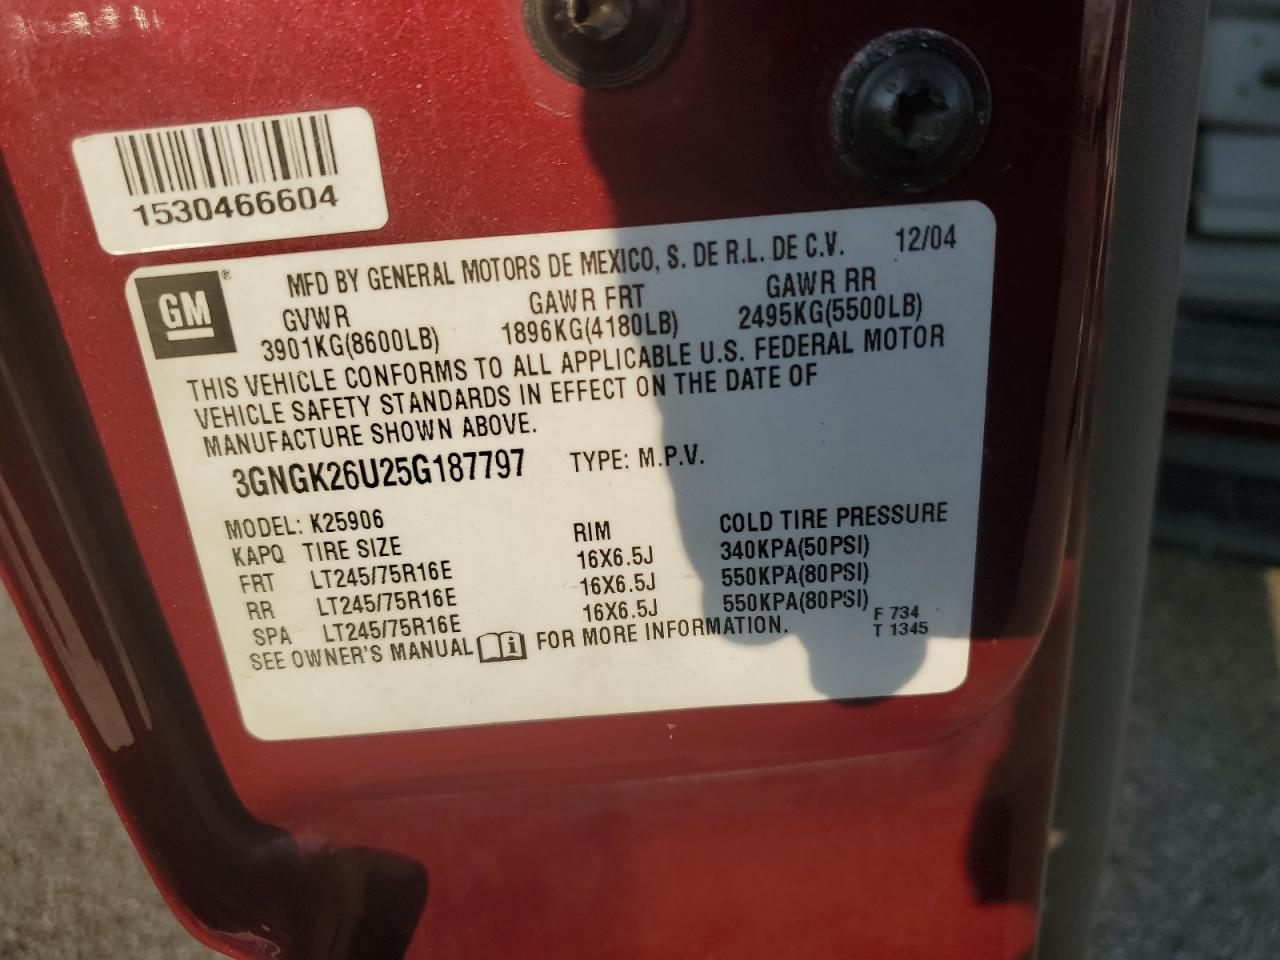 1530466604
GM®
MFD BY GENERAL MOTORS DE MEXICO, S. DE R.L. DE C.V. 12/04
GVWR GAWR FRT GAWR RR
3901KG(8600LB) 1896KG(4180LB) 2495KG(5500LB)
THIS VEHICLE CONFORMS TO ALL APPLICABLE U.S. FEDERAL MOTOR
VEHICLE SAFETY STANDARDS IN EFFECT ON THE DATE OF
MANUFACTURE SHOWN ABOVE.
3GNGK26U25G187797 TYPE: M.P.V.
MODEL: K25906
KAPQ TIRE SIZE RIM COLD TIRE PRESSURE
FRT LT245/75R16E 16X6.5J 340KPA(50PSI)
RR LT245/75R16E 16X6.5J 550KPA(80PSI)
SPA LT245/75R16E 16X6.5J 550KPA(80PSI)
SEE OWNER'S MANUAL i FOR MORE INFORMATION.
F 734
T 1345